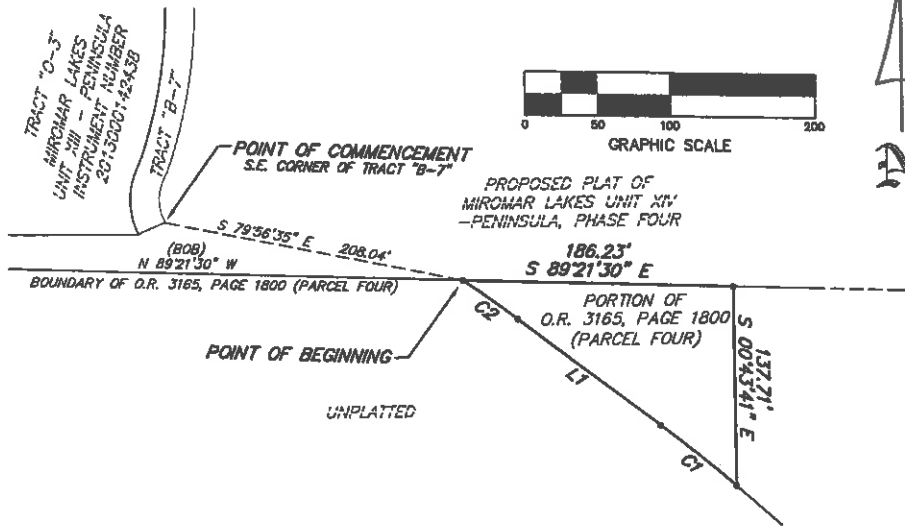 TRACT "O-3"
MIROMAR LAKES
UNIT XIII - PENINSULA
INSTRUMENT NUMBER
2013000142438
TRACT "B-7"
POINT OF COMMENCEMENT
S.E. CORNER OF TRACT "B-7"
0 50 100 200
GRAPHIC SCALE
PROPOSED PLAT OF
MIROMAR LAKES UNIT XIV
-PENINSULA, PHASE FOUR
S 79°56'35" E 208.04'
(BOB)
N 89°21'30" W
BOUNDARY OF O.R. 3165, PAGE 1800 (PARCEL FOUR)
186.23'
S 89°21'30" E
PORTION OF
O.R. 3165, PAGE 1800
(PARCEL FOUR)
POINT OF BEGINNING
C2
L1
C1
137.71'
S 00°43'41" E
UNPLATTED